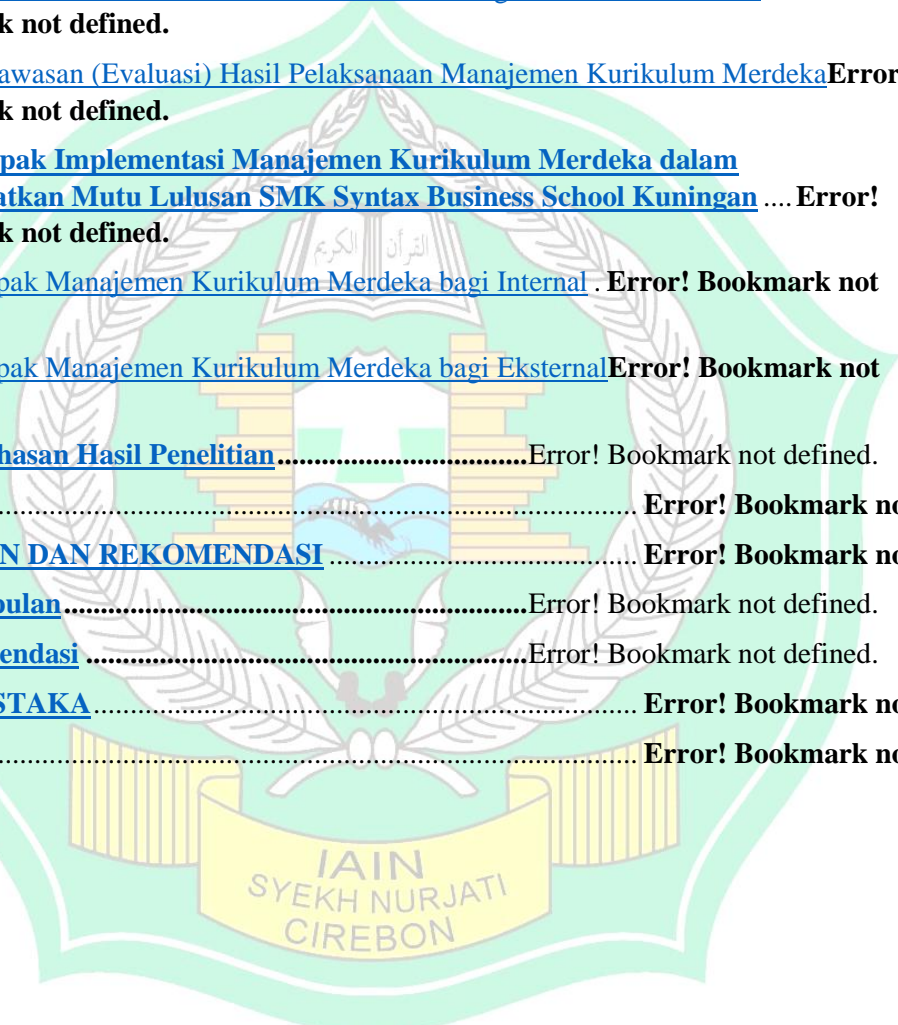 k not defined.
awasan (Evaluasi) Hasil Pelaksanaan Manajemen Kurikulum MerdekaError
k not defined.
pak Implementasi Manajemen Kurikulum Merdeka dalam
atkan Mutu Lulusan SMK Syntax Business School Kuningan .... Error!
k not defined.
القرآن الكريم
pak Manajemen Kurikulum Merdeka bagi Internal . Error! Bookmark not
pak Manajemen Kurikulum Merdeka bagi EksternalError! Bookmark not
hasan Hasil Penelitian..................................Error! Bookmark not defined.
...................................................................................... Error! Bookmark no
N DAN REKOMENDASI .......................................... Error! Bookmark no
pulan...............................................................Error! Bookmark not defined.
endasi ............................................................Error! Bookmark not defined.
STAKA.......................................................................... Error! Bookmark no
...................................................................................... Error! Bookmark no
IAIN
SYEKH NURJATI
CIREBON